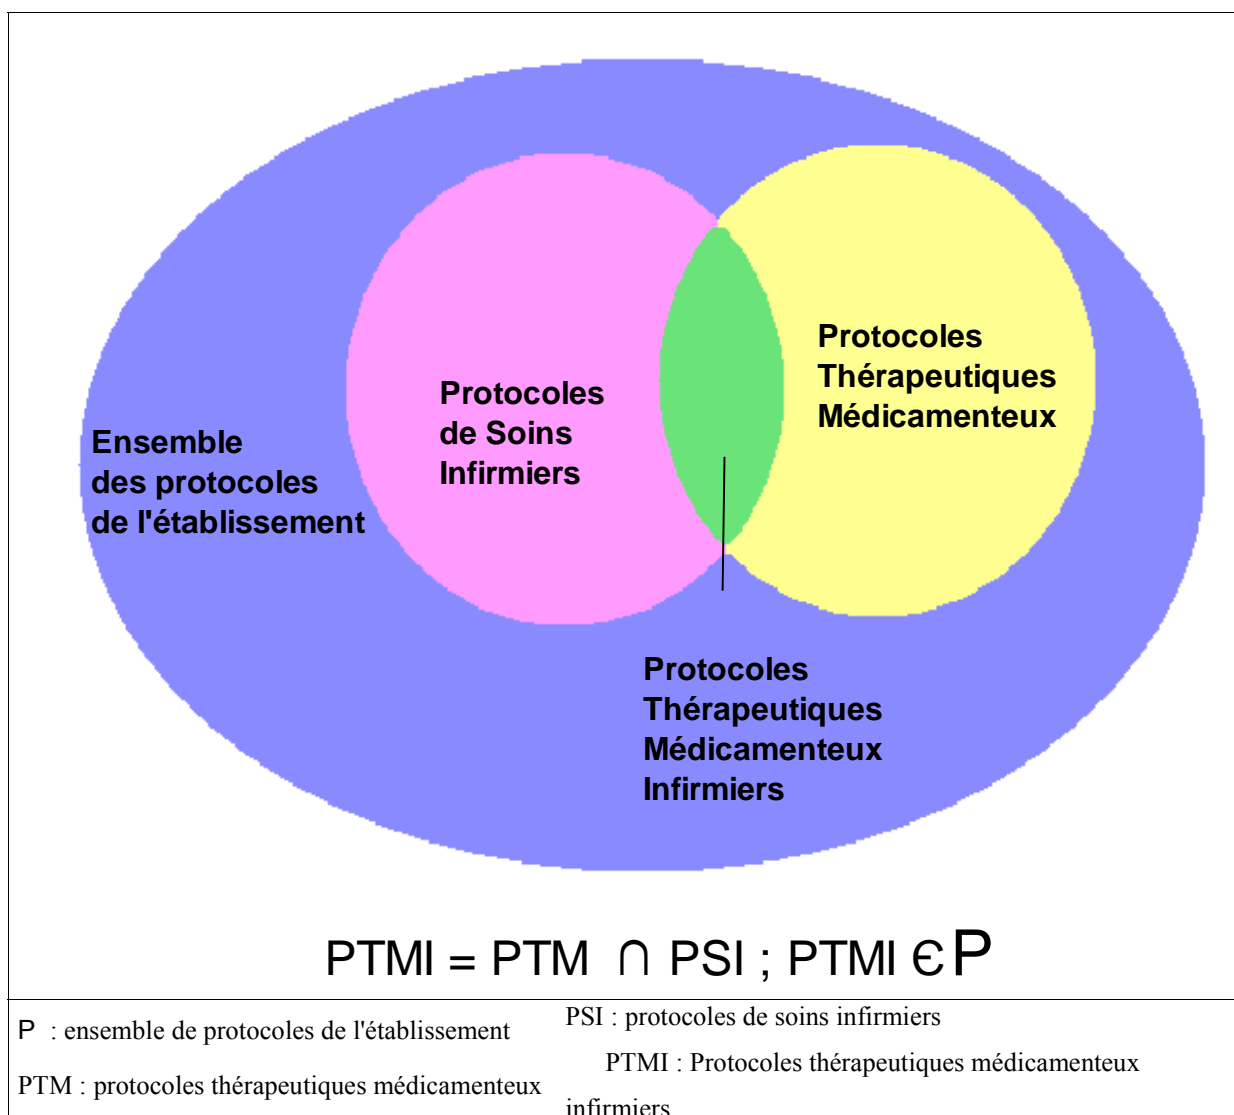 Protocoles
Thérapeutiques
Médicamenteux
Protocoles
de Soins
Infirmiers
Ensemble
des protocoles
de l'établissement
Protocoles
Thérapeutiques
Médicamenteux
Infirmiers
PTMI = PTM ∩ PSI ; PTMI Є P
P : ensemble de protocoles de l'établissement
PTM : protocoles thérapeutiques médicamenteux
PSI : protocoles de soins infirmiers
PTMI : Protocoles thérapeutiques médicamenteux
infirmiers